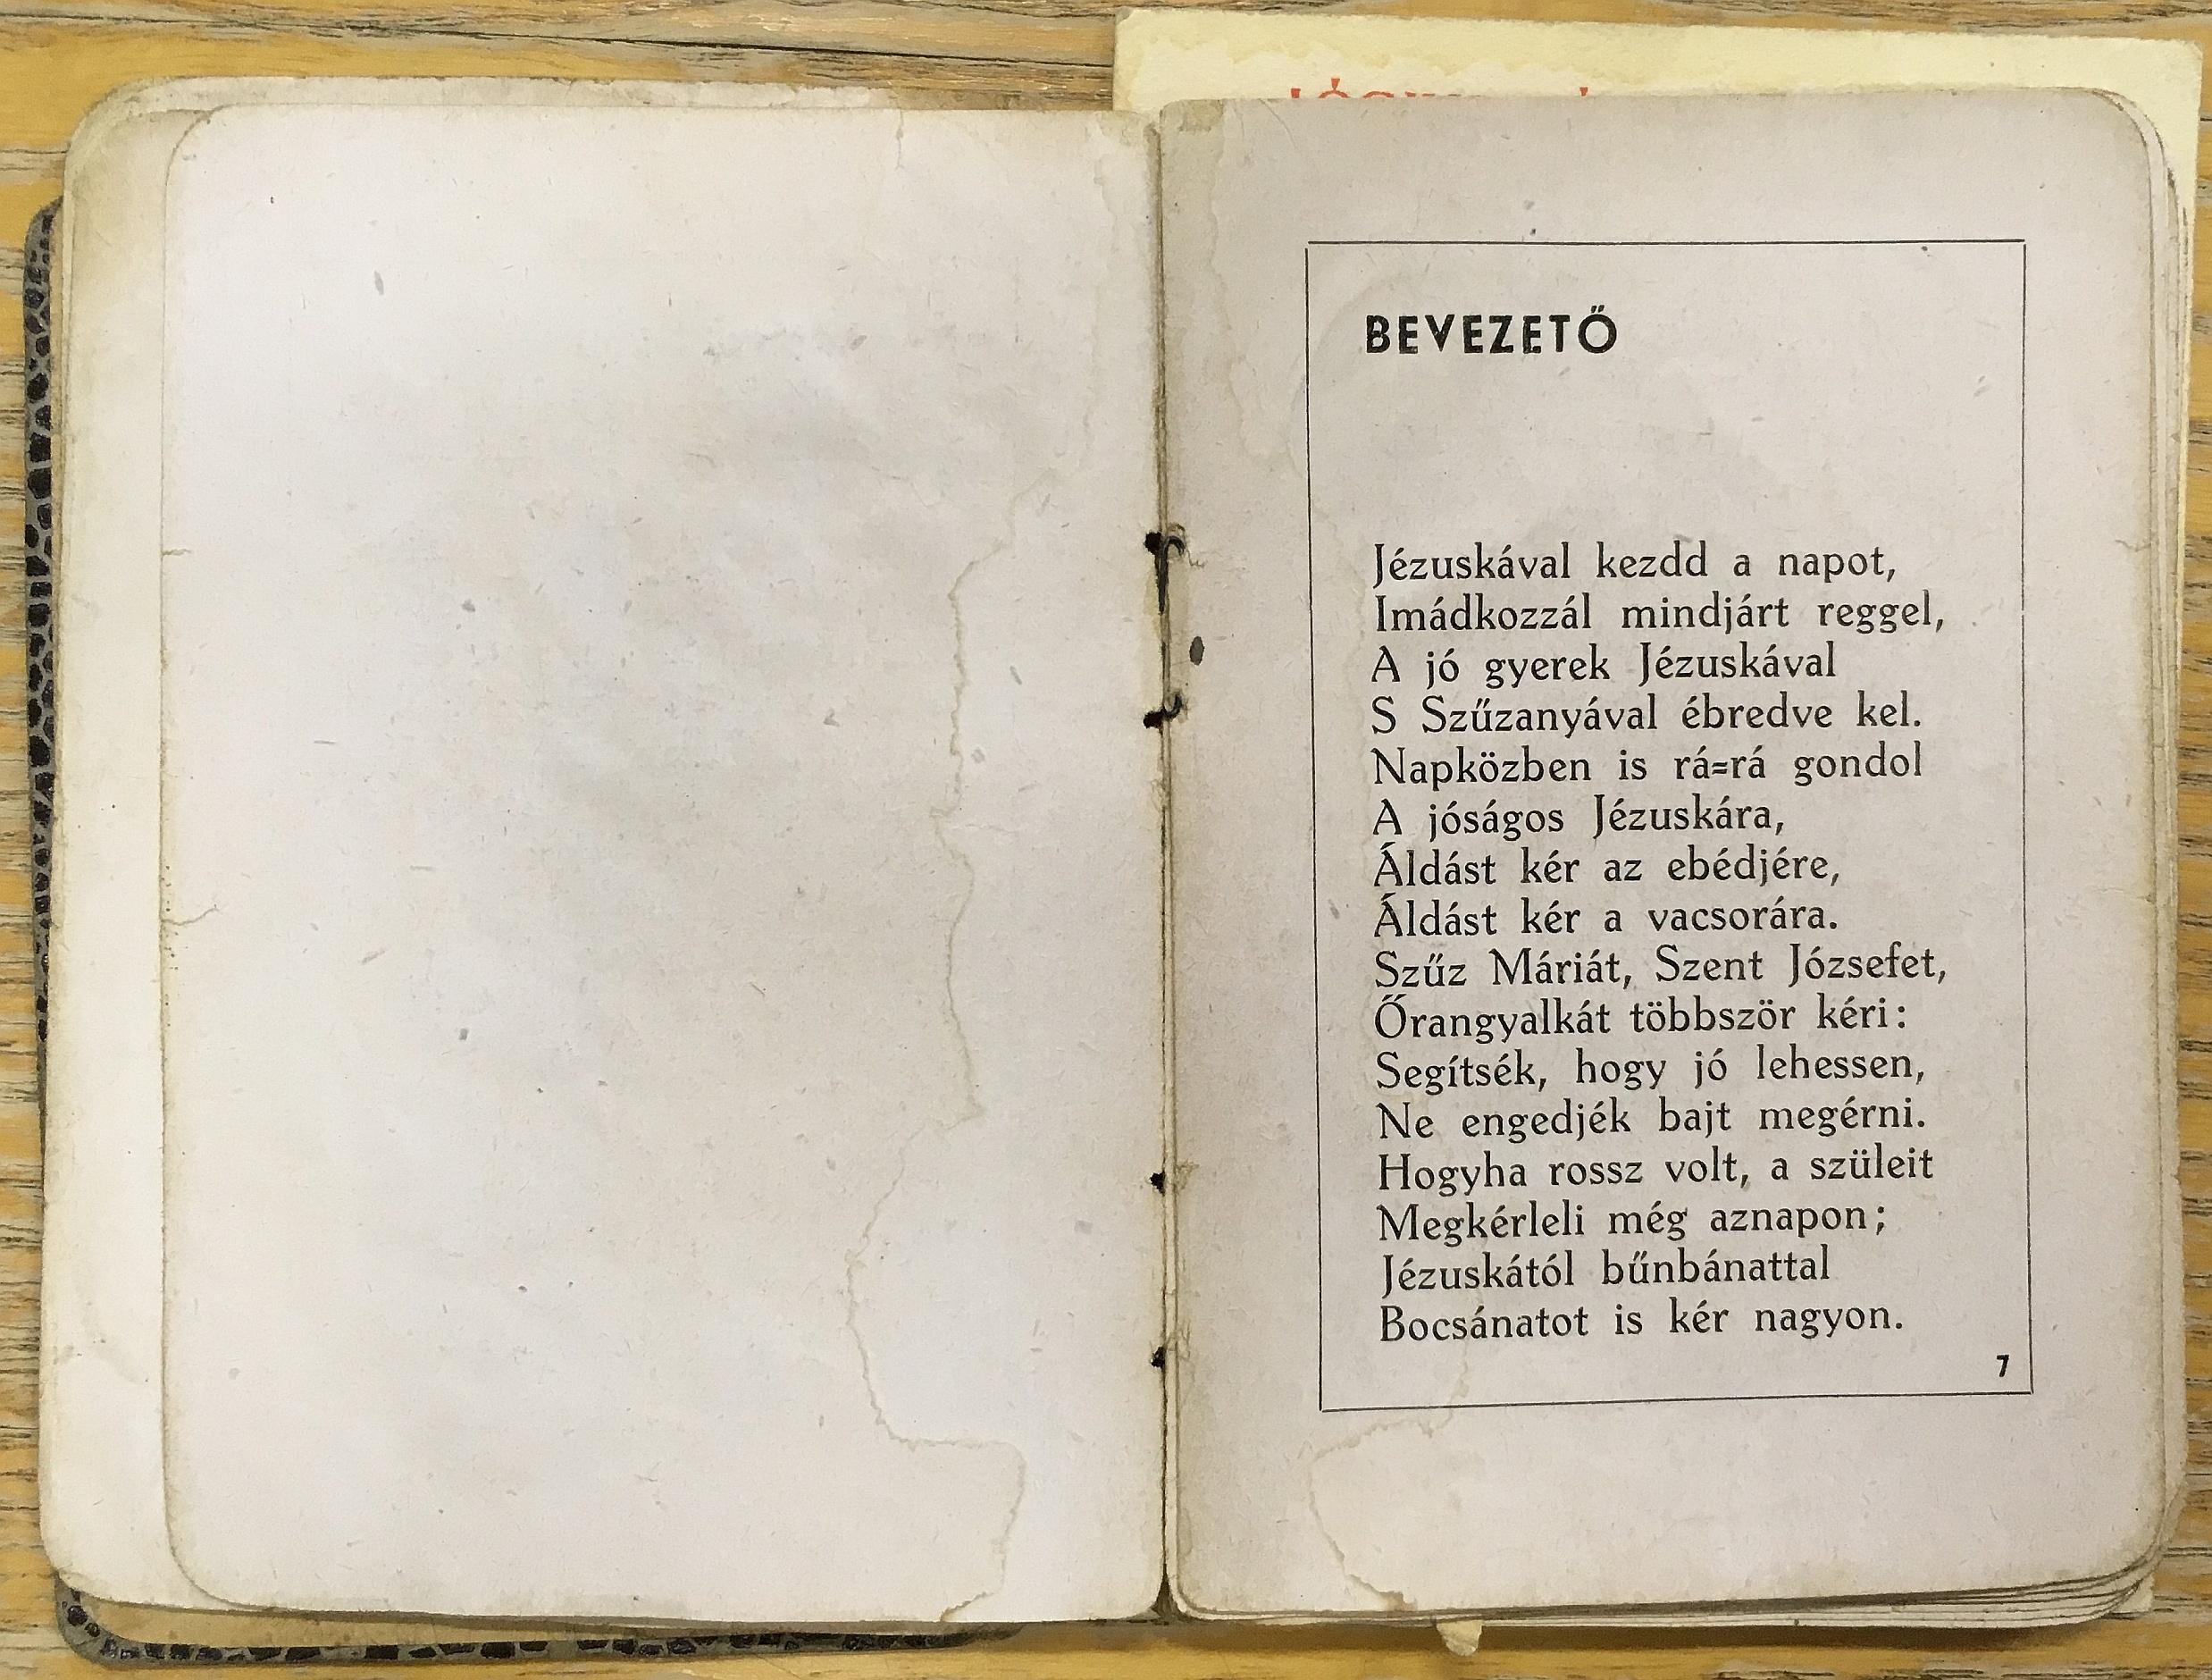 BEVEZETŐ
Jézuskával kezdd a napot,
Imádkozzál mindjárt reggel,
A jó gyerek Jézuskával
S Szűzanyával ébredve kel.
Napközben is rá=rá gondol
A jóságos Jézuskára,
Áldást kér az ebédjére,
Áldást kér a vacsorára.
Szűz Máriát, Szent Józsefet,
Őrangyalkát többször kéri:
Segítsék, hogy jó lehessen,
Ne engedjék bajt megérni.
Hogyha rossz volt, a szüleit
Megkérleli még aznapon;
Jézuskától bűnbánattal
Bocsánatot is kér nagyon.
7